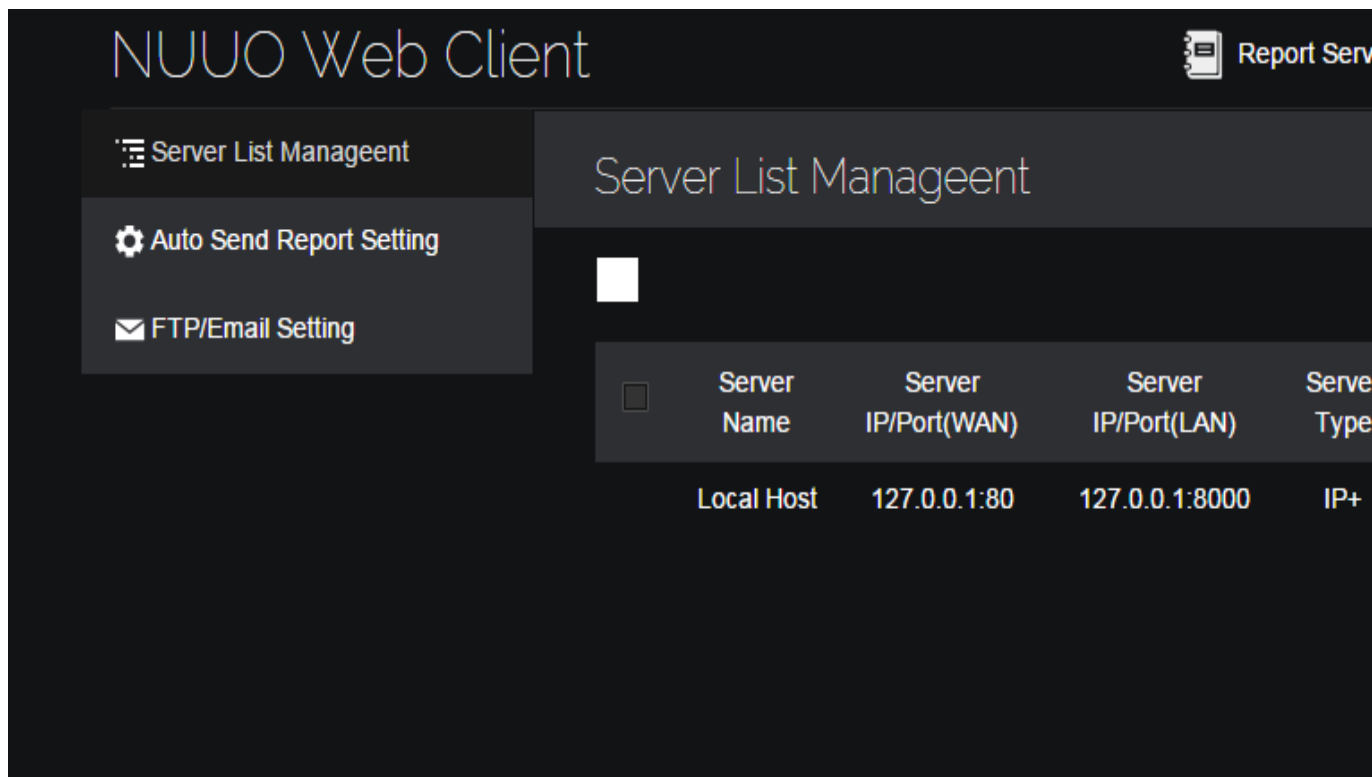 NUUO Web Client
Report Serv
Server List Manageent
Auto Send Report Setting
FTP/Email Setting
Server List Manageent
Server Name
Server IP/Port(WAN)
Server IP/Port(LAN)
Serve Type
Local Host 127.0.0.1:80 127.0.0.1:8000 IP+